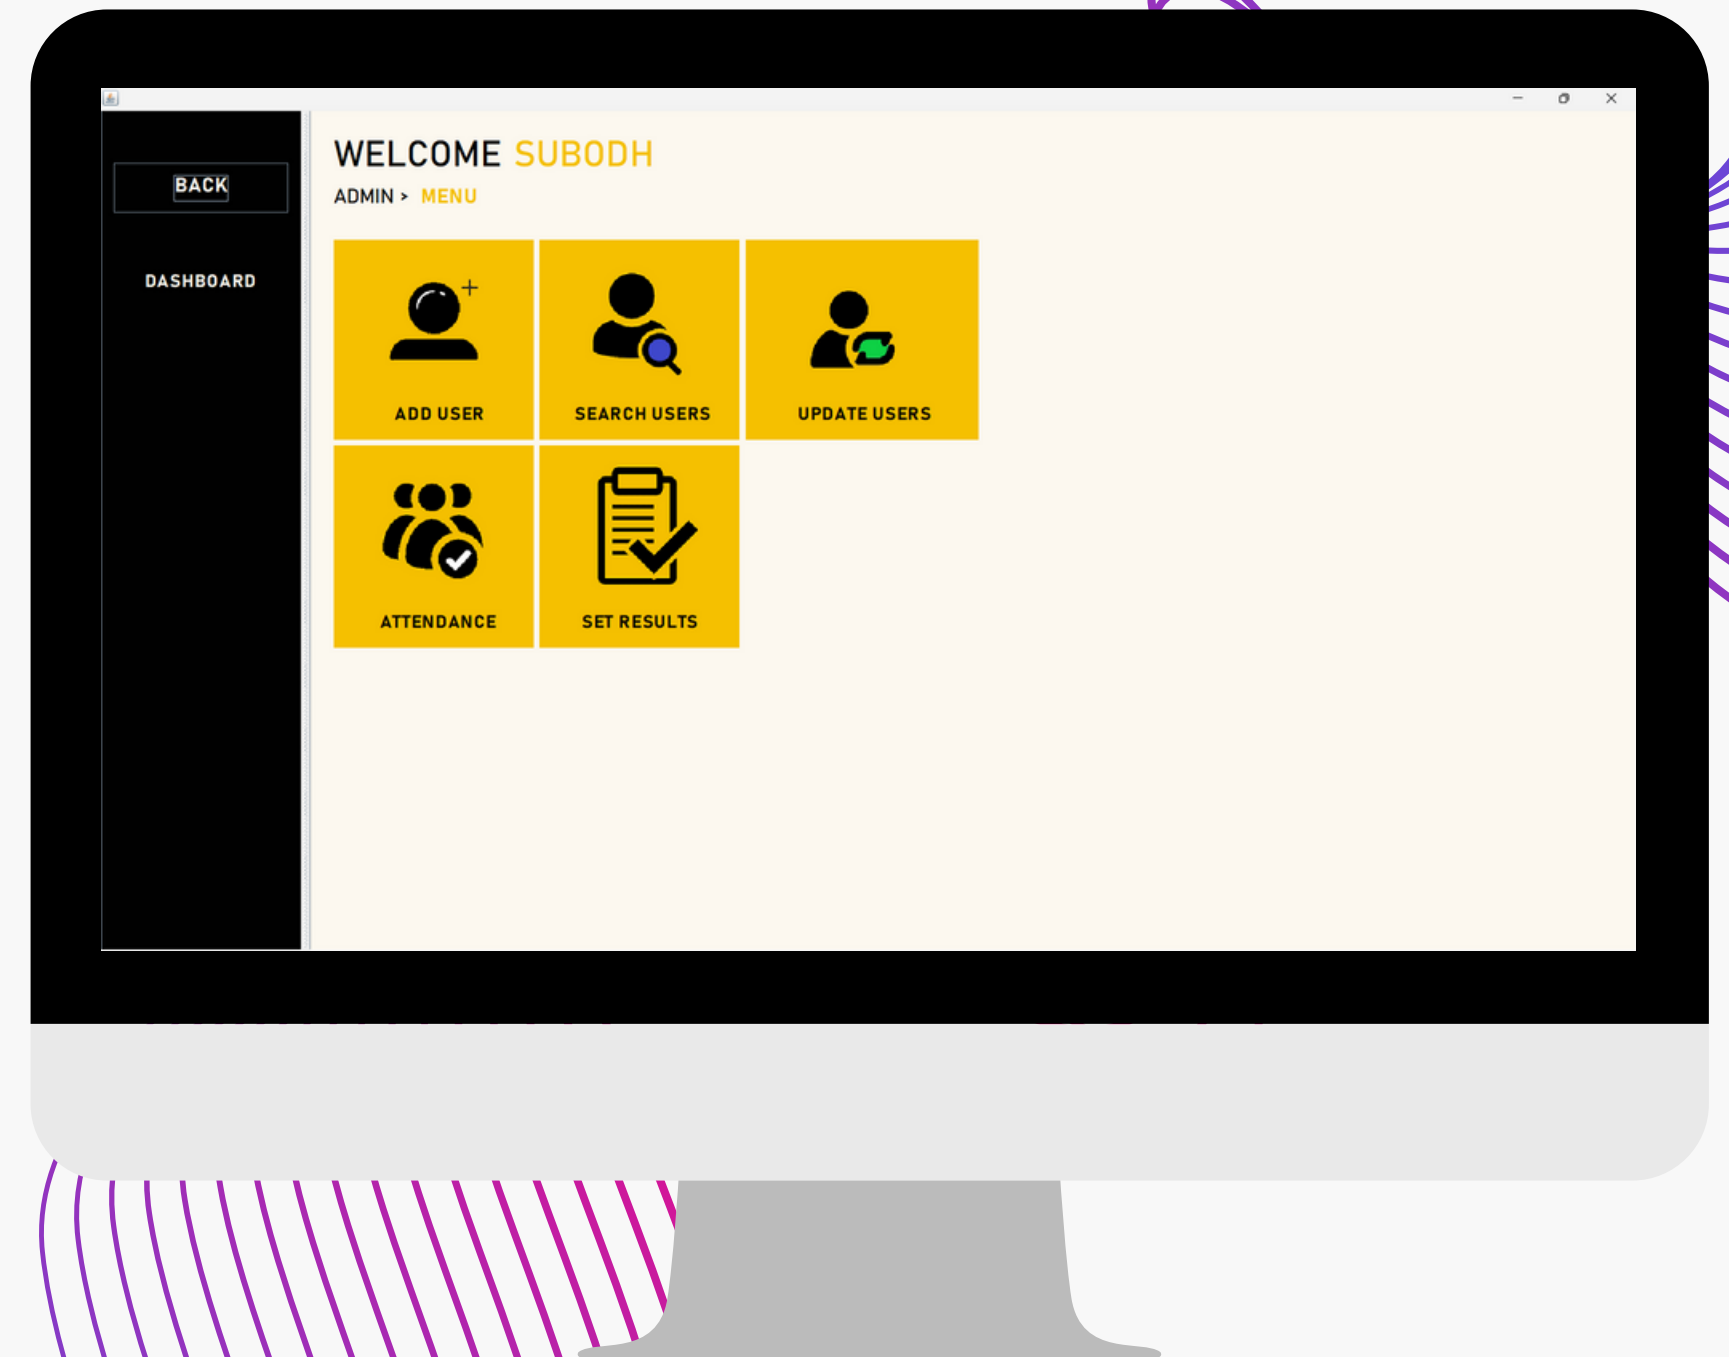 BACK
DASHBOARD
WELCOME SUBODH
ADMIN > MENU
ADD USER
SEARCH USERS
UPDATE USERS
ATTENDANCE
SET RESULTS